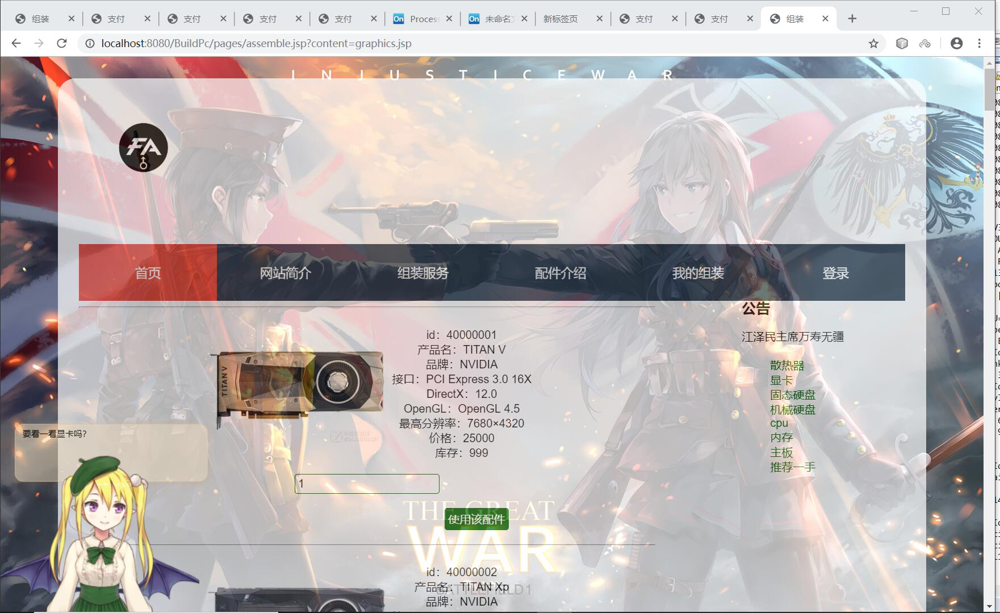 组装
支付
支付
支付
支付
Process
未命名
新标签页
支付
支付
组装
localhost:8080/BuildPc/pages/assemble.jsp?content=graphics.jsp
INJUSTICEWAR
FA
首页
网站简介
组装服务
配件介绍
我的组装
登录
公告
江泽民主席万寿无疆
散热器
显卡
固态硬盘
机械硬盘
cpu
内存
主板
推荐一手
id：40000001
产品名：TITAN V
品牌：NVIDIA
接口：PCI Express 3.0 16X
DirectX：12.0
OpenGL：OpenGL 4.5
最高分辨率：7680×4320
价格：25000
库存：999
TITAN V
ZOL.com.cn
要看一看显卡吗？
1
THE GREAT
使用该配件
WAR
id：40000002
产品名：TITAN Xp
BATTLEFIELD 1
品牌：NVIDIA